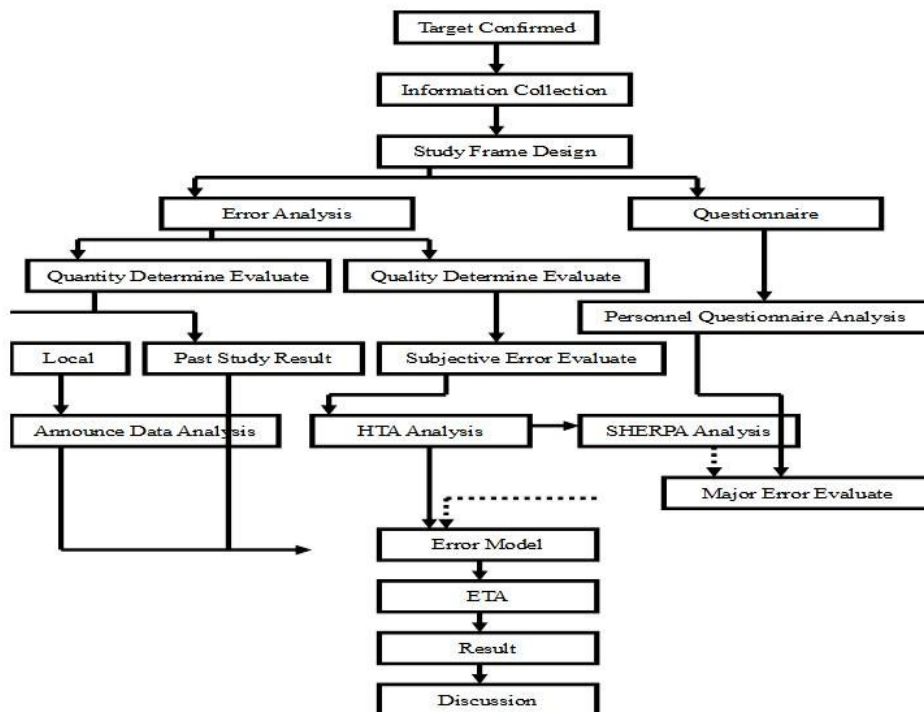 Target Confirmed
Information Collection
Study Frame Design
Error Analysis
Questionnaire
Quantity Determine Evaluate
Quality Determine Evaluate
Personnel Questionnaire Analysis
Local
Past Study Result
Subjective Error Evaluate
Announce Data Analysis
HTA Analysis
SHERPA Analysis
Major Error Evaluate
Error Model
ETA
Result
Discussion